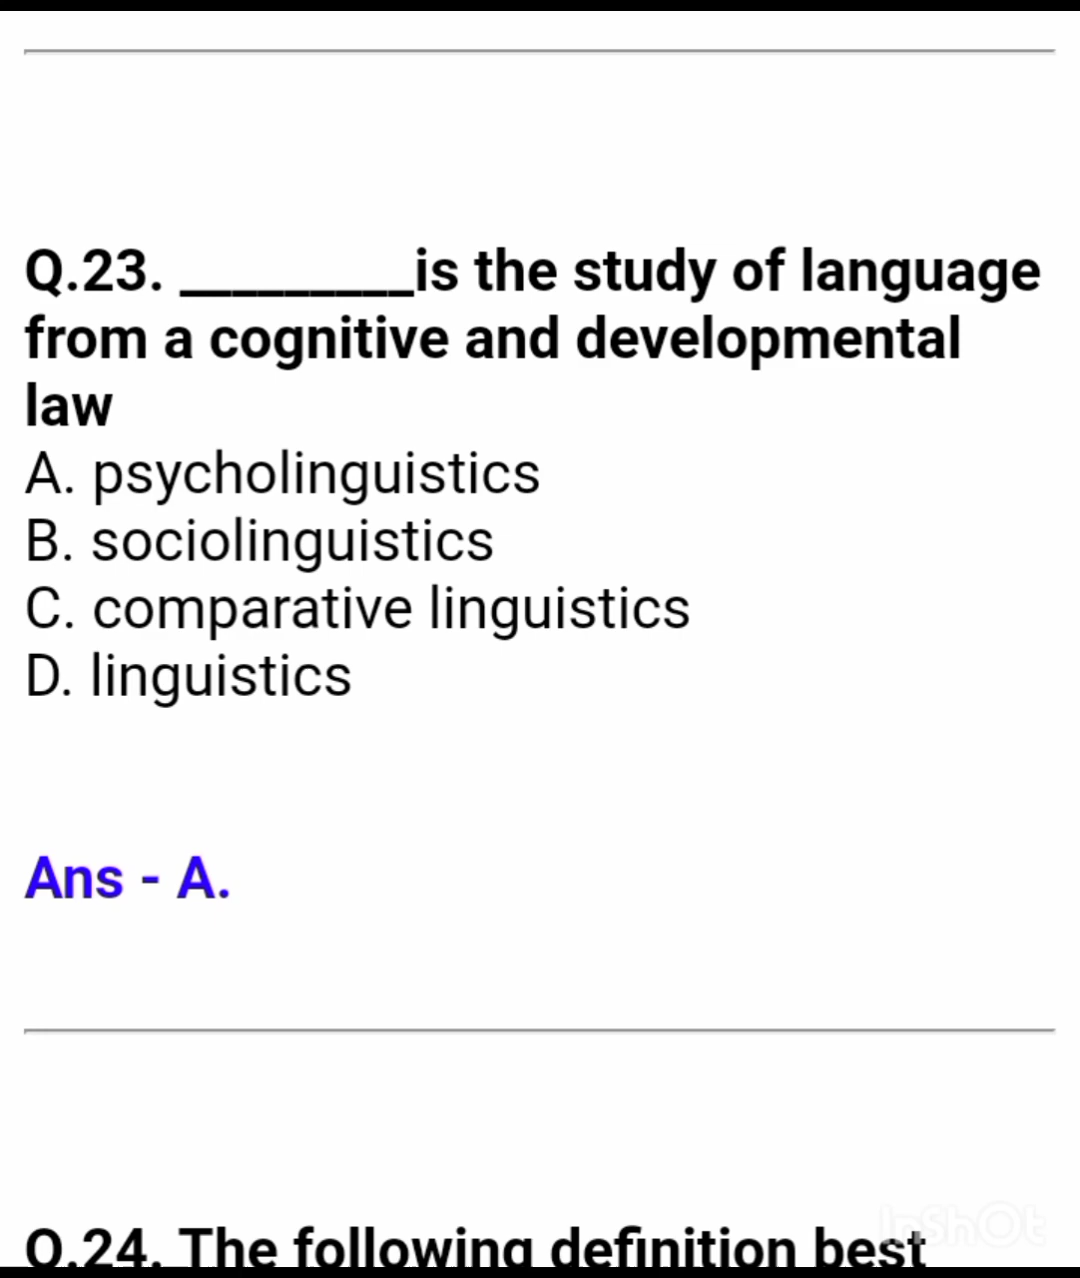 Q.23. _________is the study of language
from a cognitive and developmental
law
A. psycholinguistics
B. sociolinguistics
C. comparative linguistics
D. linguistics
Ans - A.
Q.24. The following definition best
InShOt